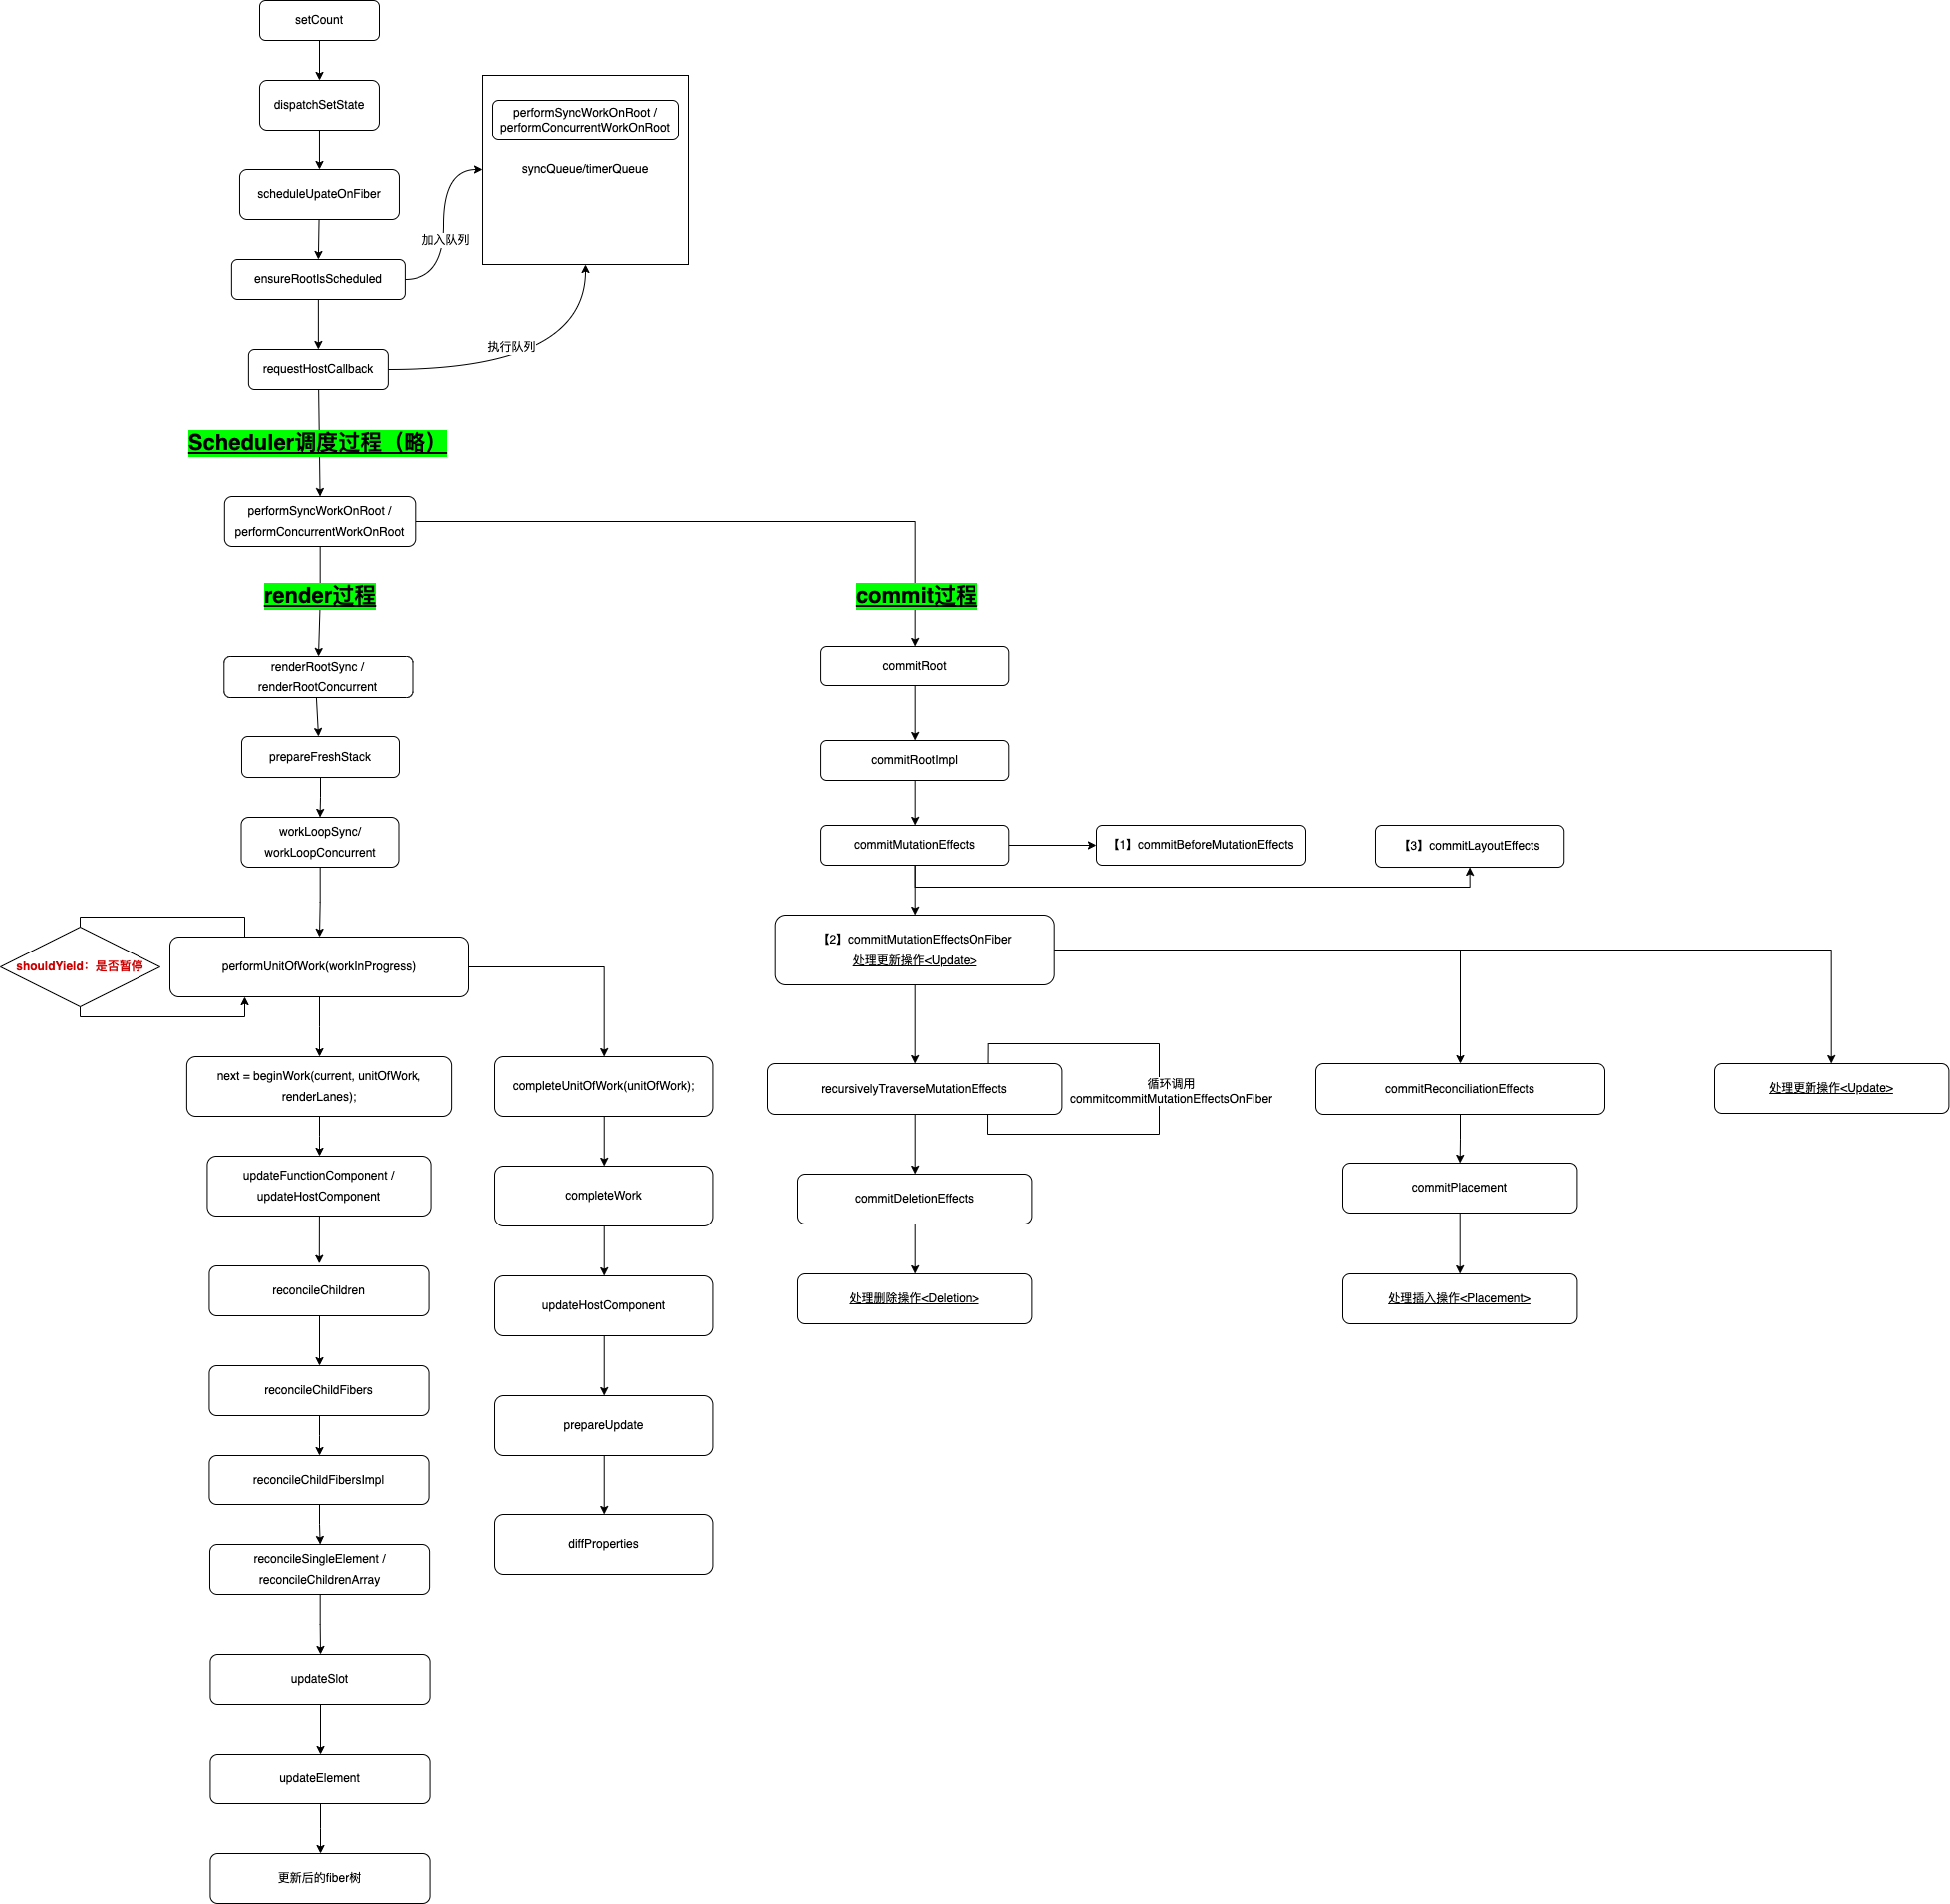 setCount
dispatchSetState
performSyncWorkOnRoot /
performConcurrentWorkOnRoot
syncQueue/timerQueue
scheduleUpateOnFiber
加入队列
ensureRootIsScheduled
执行队列
requestHostCallback
Scheduler调度过程（略）
performSyncWorkOnRoot /
performConcurrentWorkOnRoot
render过程
renderRootSync /
renderRootConcurrent
prepareFreshStack
workLoopSync/
workLoopConcurrent
shouldYield：是否暂停
performUnitOfWork(workInProgress)
next = beginWork(current, unitOfWork,
renderLanes);
updateFunctionComponent /
updateHostComponent
reconcileChildren
reconcileChildFibers
reconcileChildFibersImpl
reconcileSingleElement /
reconcileChildrenArray
updateSlot
updateElement
更新后的fiber树
completeUnitOfWork(unitOfWork);
completeWork
updateHostComponent
prepareUpdate
diffProperties
commit过程
commitRoot
commitRootImpl
commitMutationEffects
【1】commitBeforeMutationEffects
【3】commitLayoutEffects
【2】commitMutationEffectsOnFiber
处理更新操作<Update>
recursivelyTraverseMutationEffects
循环调用
commitcommitMutationEffectsOnFiber
commitDeletionEffects
处理删除操作<Deletion>
commitReconciliationEffects
commitPlacement
处理插入操作<Placement>
处理更新操作<Update>